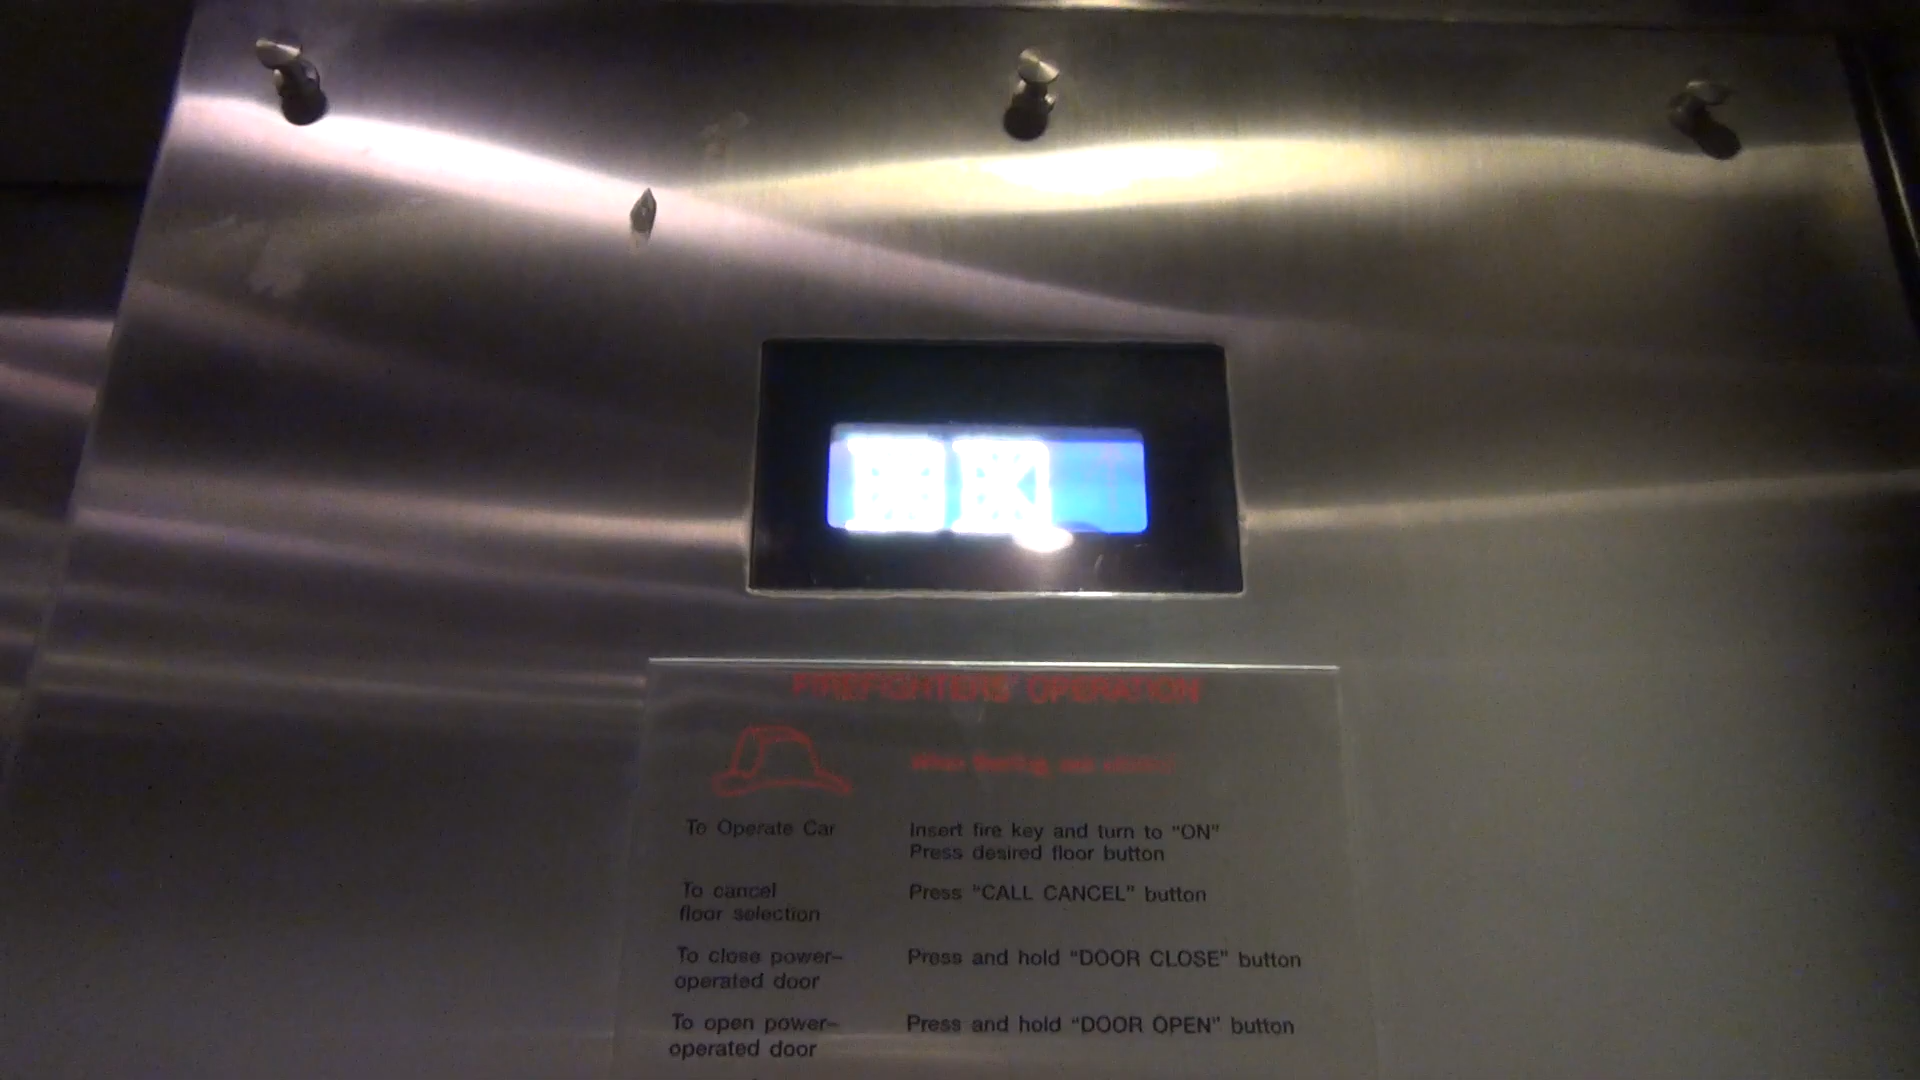 FIREFIGHTERS' OPERATION
To Operate Car
Insert fire key and turn to "ON"
Press desired floor button
To cancel
floor selection
Press "CALL CANCEL" button
To close power-
operated door
Press and hold "DOOR CLOSE" button
To open power-
operated door
Press and hold "DOOR OPEN" button